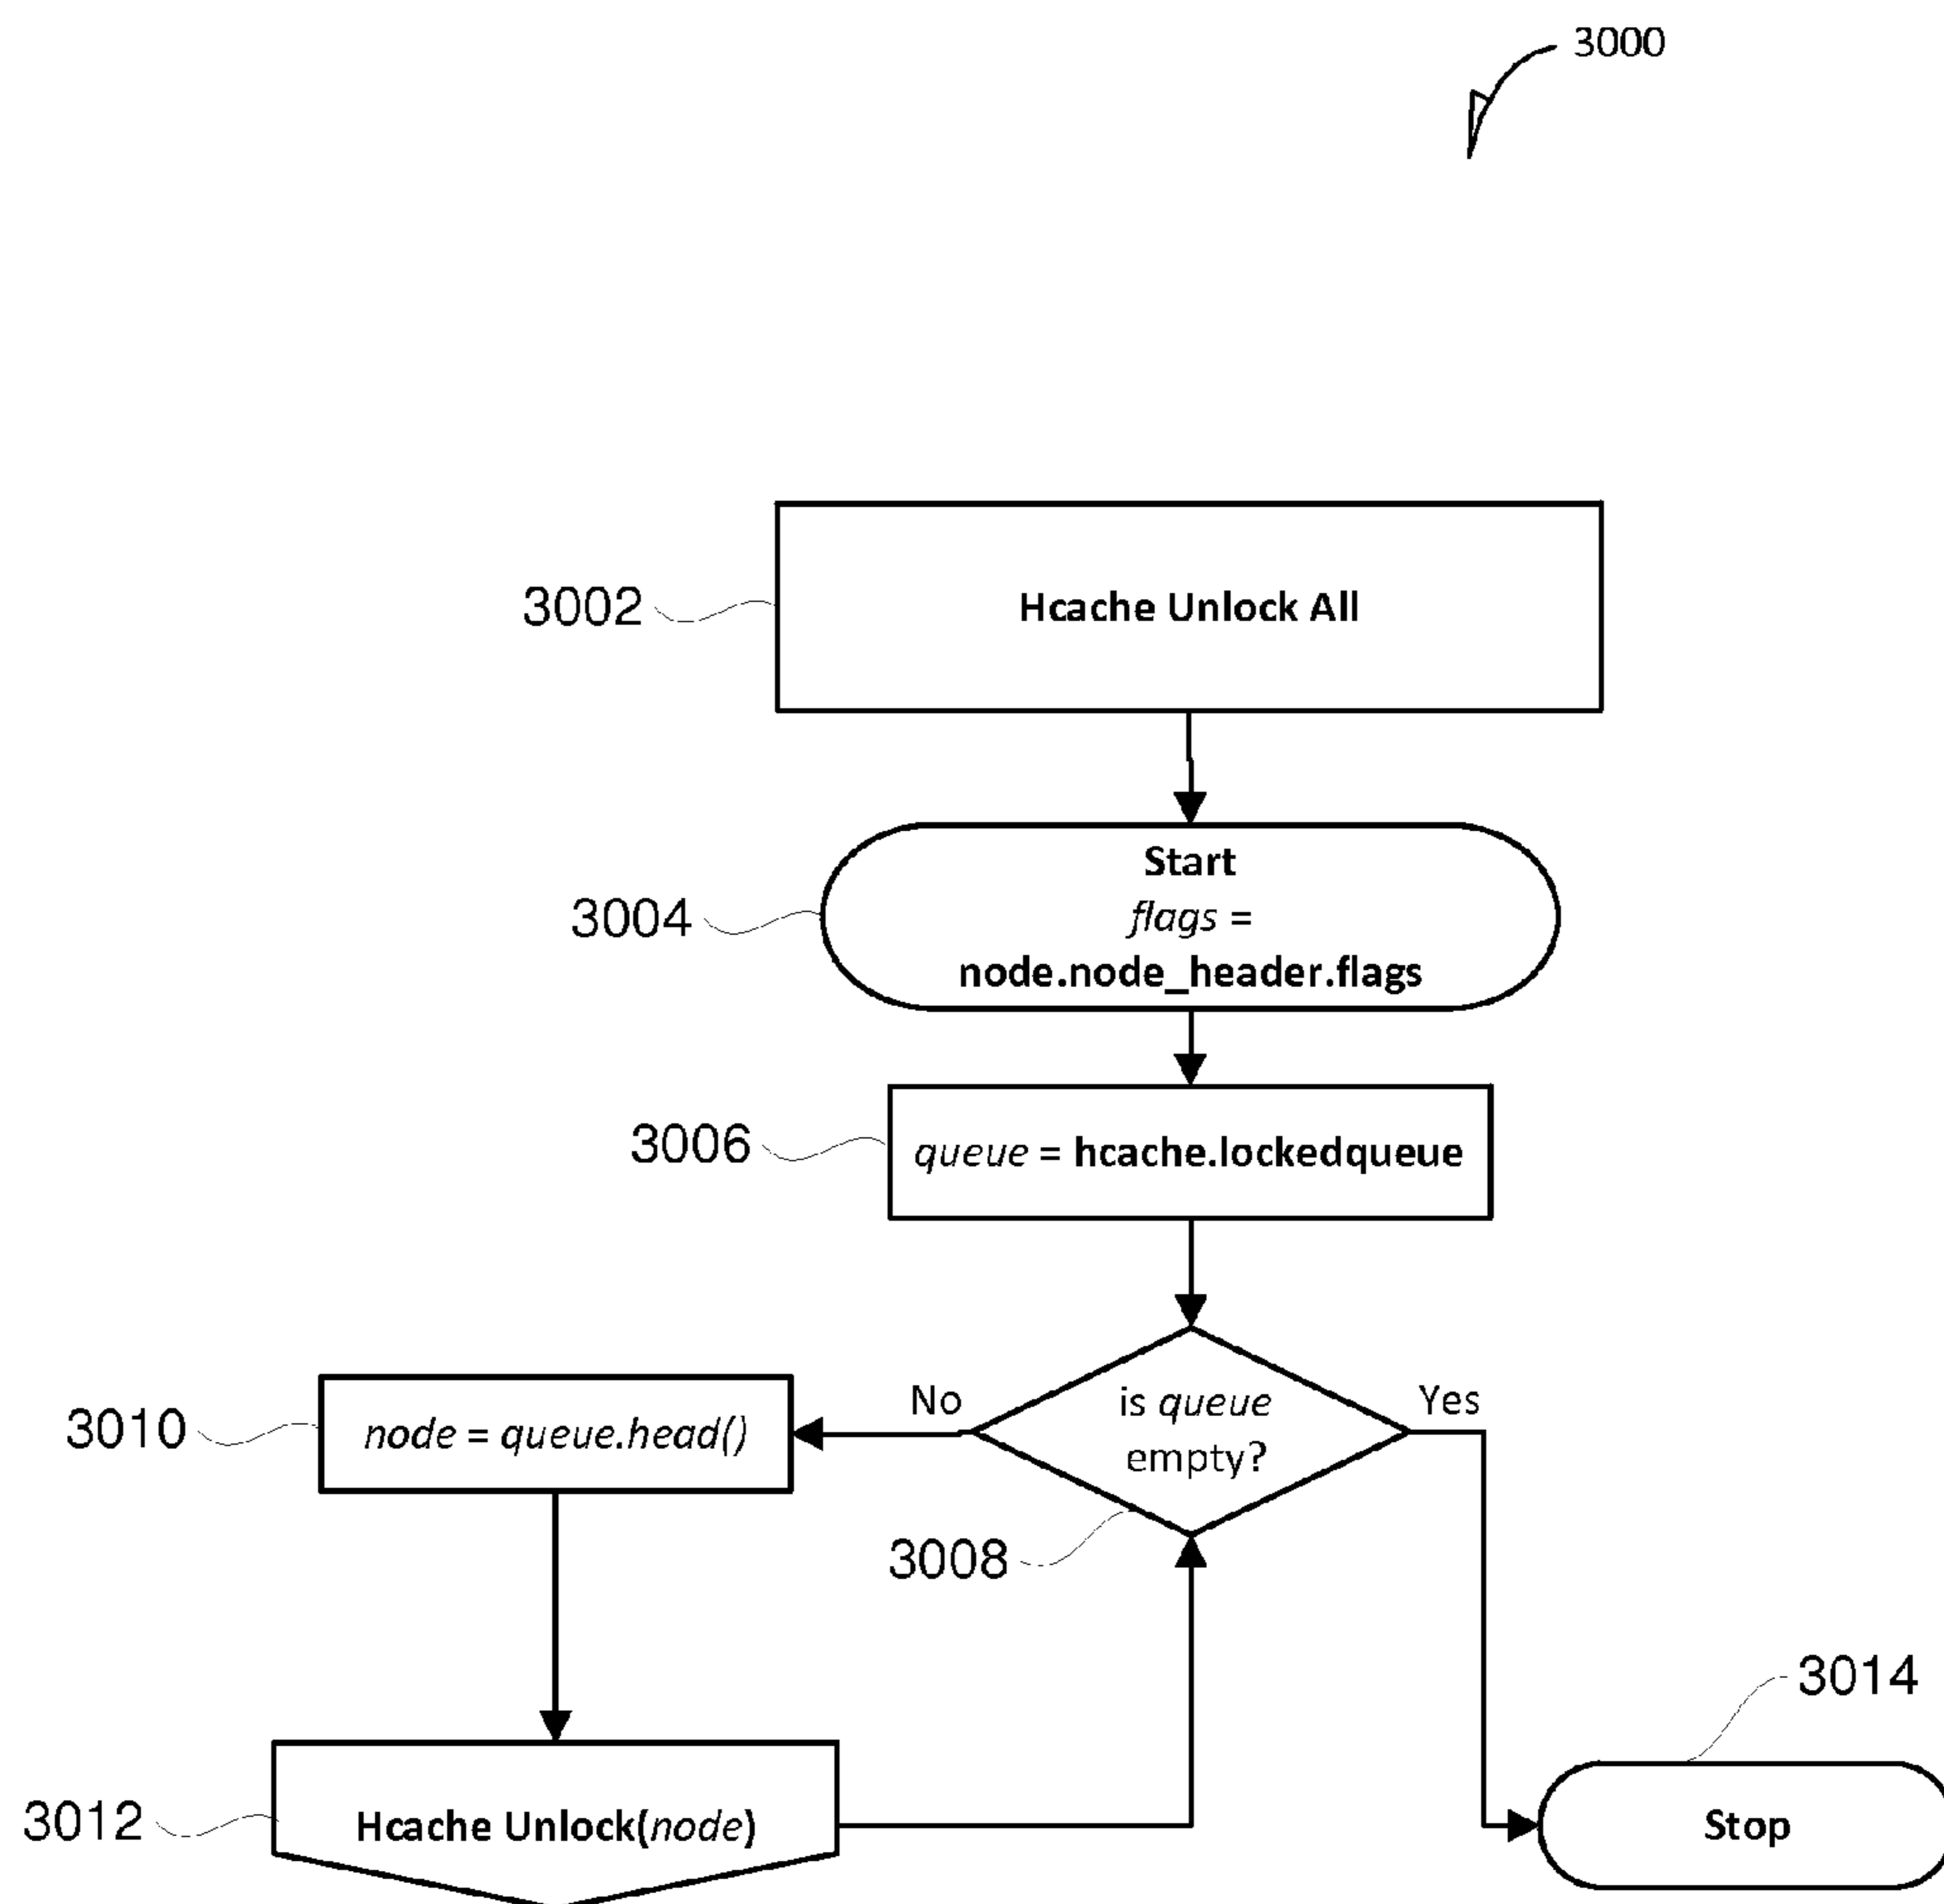 3000
3002
Hcache Unlock All
3004
Start
flags =
node.node_header.flags
3006
queue = hcache.lockedqueue
3010
node = queue.head()
No
is queue
empty?
Yes
3008
3014
3012
Hcache Unlock(node)
Stop